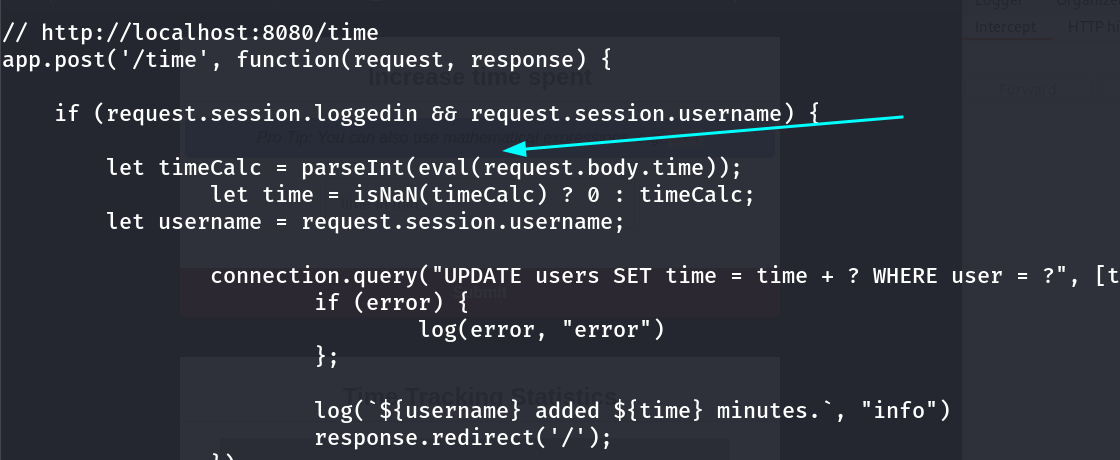 Logger Organizer
// http://localhost:8080/time
Intercept HTTP hi
app.post('/time', function(request, response) {
Increase time spent
Forward
if (request.session.loggedin && request.session.username) {
Pro Tip: You can also use mathematical
let timeCalc = parseInt(eval(request.body.time));
let time = isNaN(timeCalc) ? 0 : timeCalc;
let username = request.session.username;
connection.query("UPDATE users SET time = time + ? WHERE user = ?", [t
Submit
if (error) {
log(error, "error")
};
Time Tracking Statistics
log(`${username} added ${time} minutes.`, "info")
response.redirect('/');
})